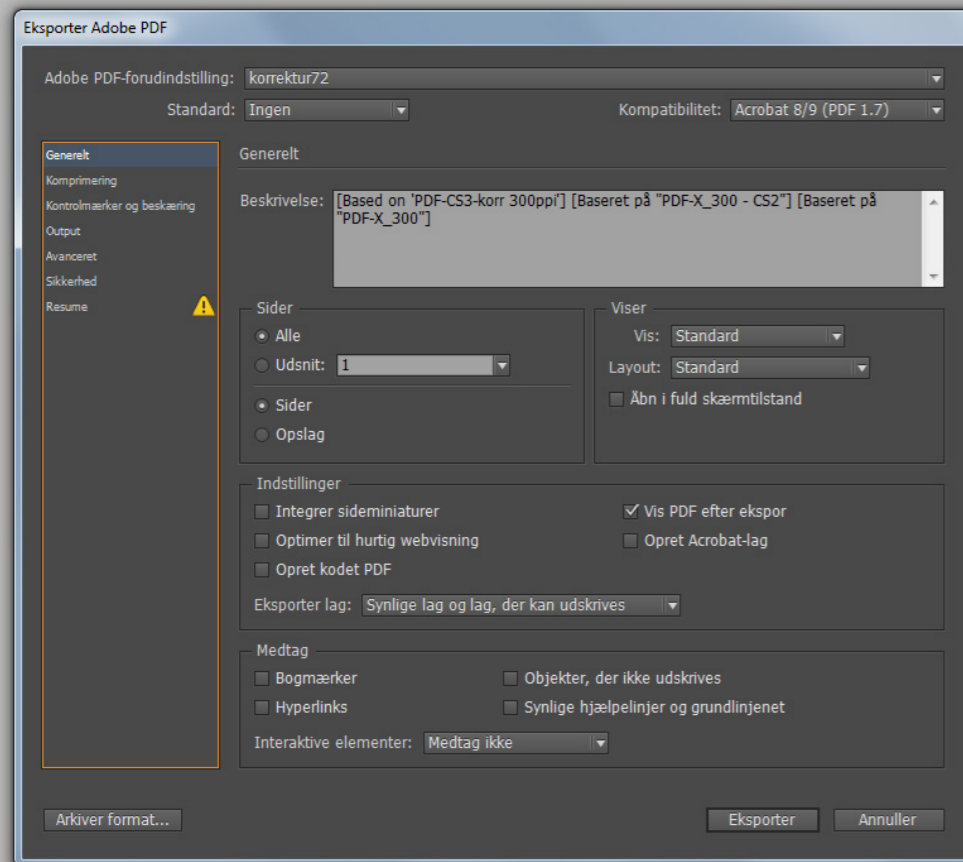 Eksporter Adobe PDF
Adobe PDF-forudindstilling: korrektur72
Standard: Ingen
Kompatibilitet: Acrobat 8/9 (PDF 1.7)
Generelt
Komprimering
Kontrolmærker og beskæring
Output
Avanceret
Sikkerhed
Resume
Generelt
Beskrivelse: [Based on 'PDF-CS3-korr 300ppi'] [Baseret på "PDF-X_300 - CS2"] [Baseret på
"PDF-X_300"]
Sider
Alle
Udsnit: 1
Sider
Opslag
Viser
Vis: Standard
Layout: Standard
Åbn i fuld skærmtilstand
Indstillinger
Integrer sideminiaturer
Vis PDF efter ekspor
Optimer til hurtig webvisning
Opret Acrobat-lag
Opret kodet PDF
Eksporter lag: Synlige lag og lag, der kan udskrives
Medtag
Bogmærker
Objekter, der ikke udskrives
Hyperlinks
Synlige hjælpelinjer og grundlinjenet
Interaktive elementer: Medtag ikke
Arkiver format...
Eksporter
Annuller